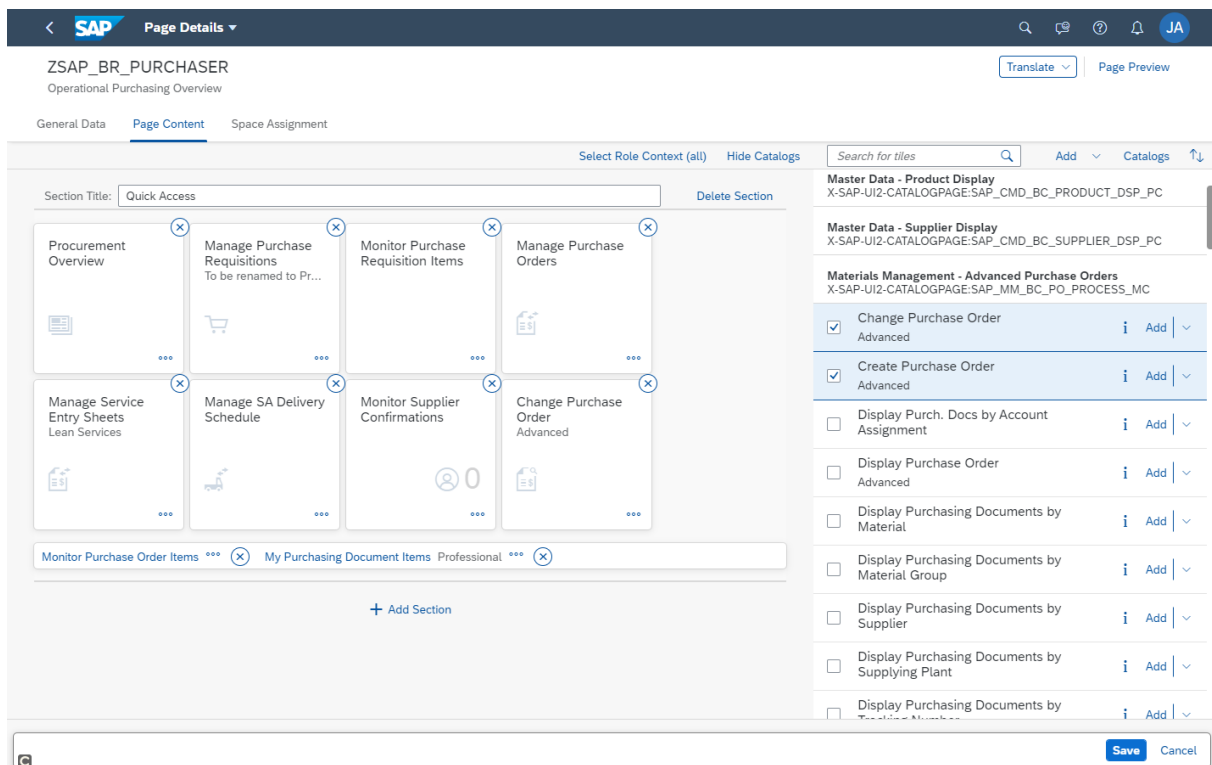 SAP Page Details
JA
ZSAP_BR_PURCHASER
Operational Purchasing Overview
Translate
Page Preview
General Data Page Content Space Assignment
Select Role Context (all) Hide Catalogs
Search for tiles
Add
Catalogs
Section Title: Quick Access
Delete Section
Procurement
Overview
Manage Purchase
Requisitions
To be renamed to Pr...
Monitor Purchase
Requisition Items
Manage Purchase
Orders
Manage Service
Entry Sheets
Lean Services
Manage SA Delivery
Schedule
Monitor Supplier
Confirmations
0
Change Purchase
Order
Advanced
Monitor Purchase Order Items My Purchasing Document Items Professional
+ Add Section
Master Data - Product Display
X-SAP-UI2-CATALOGPAGE:SAP_CMD_BC_PRODUCT_DSP_PC
Master Data - Supplier Display
X-SAP-UI2-CATALOGPAGE:SAP_CMD_BC_SUPPLIER_DSP_PC
Materials Management - Advanced Purchase Orders
X-SAP-UI2-CATALOGPAGE:SAP_MM_BC_PO_PROCESS_MC
Change Purchase Order
Advanced
i Add
Create Purchase Order
Advanced
i Add
Display Purch. Docs by Account
Assignment
i Add
Display Purchase Order
Advanced
i Add
Display Purchasing Documents by
Material
i Add
Display Purchasing Documents by
Material Group
i Add
Display Purchasing Documents by
Supplier
i Add
Display Purchasing Documents by
Supplying Plant
i Add
Display Purchasing Documents by
Tracking Number
i Add
Save Cancel